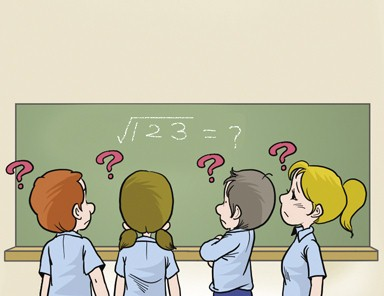 √123 = ?
? ? ? ?